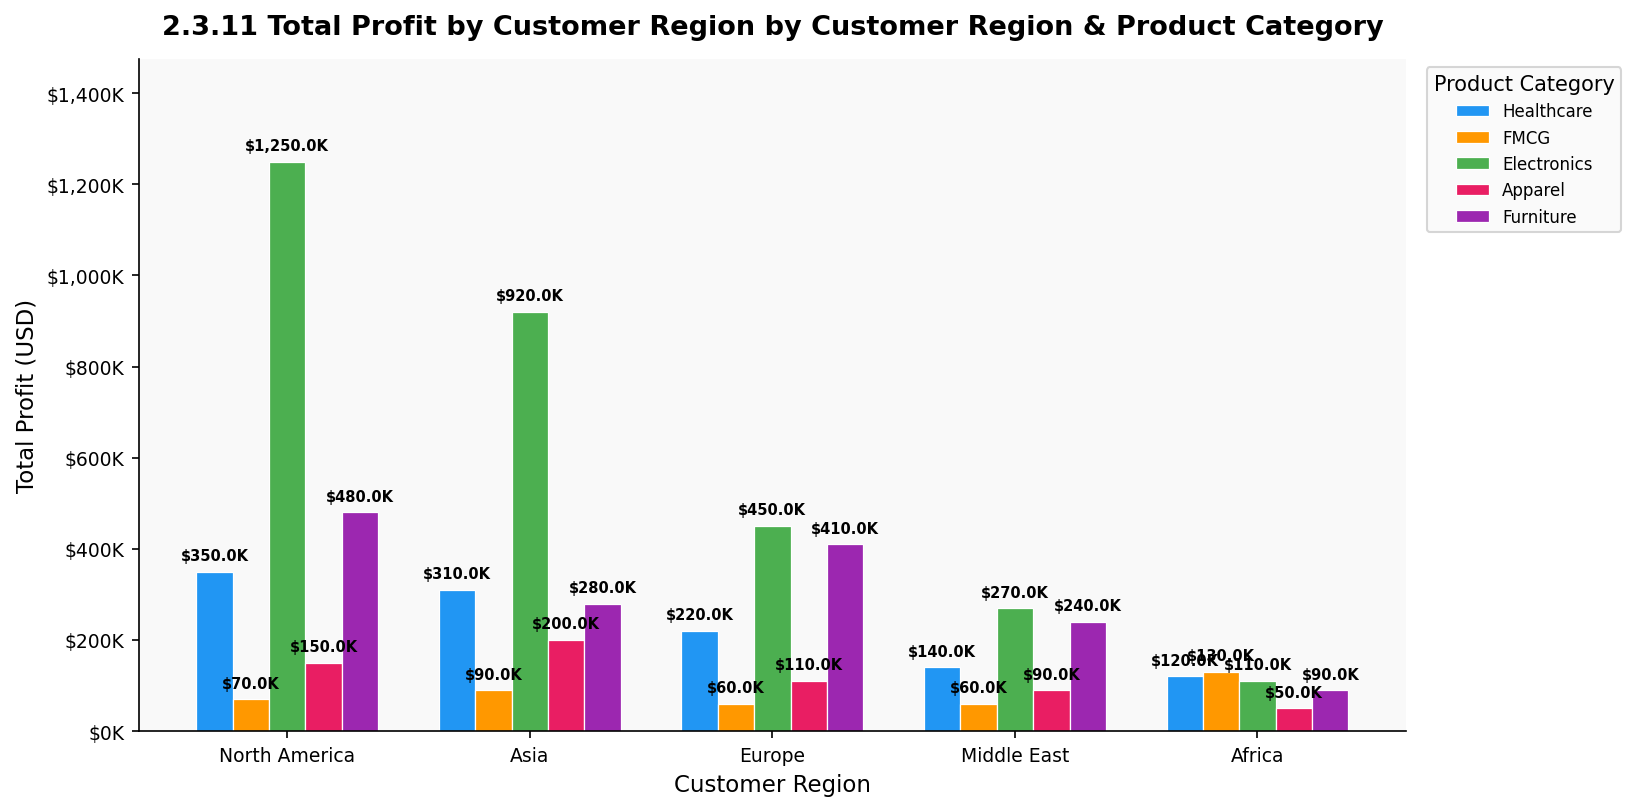 2.3.11 Total Profit by Customer Region by Customer Region & Product Category
Total Profit (USD)
$1,400K
$1,200K
$1,000K
$800K
$600K
$400K
$200K
$0K
$350.0K
$70.0K
$1,250.0K
$150.0K
$480.0K
$310.0K
$90.0K
$920.0K
$200.0K
$280.0K
$220.0K
$60.0K
$450.0K
$110.0K
$410.0K
$140.0K
$60.0K
$270.0K
$90.0K
$240.0K
$120.0K
$130.0K
$110.0K
$50.0K
$90.0K
North America
Asia
Europe
Middle East
Africa
Customer Region
Product Category
Healthcare
FMCG
Electronics
Apparel
Furniture